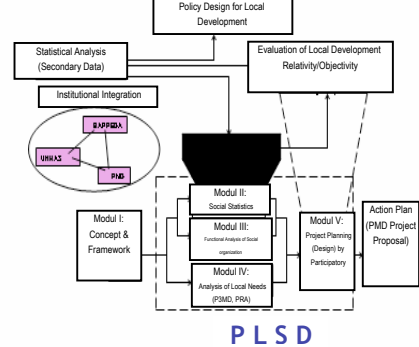 Policy Design for Local
Development
Statistical Analysis
(Secondary Data)
Evaluation of Local Development
Relativity/Objectivity
Institutional Integration
BAPPEDA
UNHAS
PMD
Modul I:
Concept &
Framework
Modul II:
Social Statistics
Modul III:
Functional Analysis of Social
organization
Modul IV:
Analysis of Local Needs
(P3MD, PRA)
Modul V:
Project Planning
(Design) by
Participatory
Action Plan
(PMD Project
Proposal)
PLSD